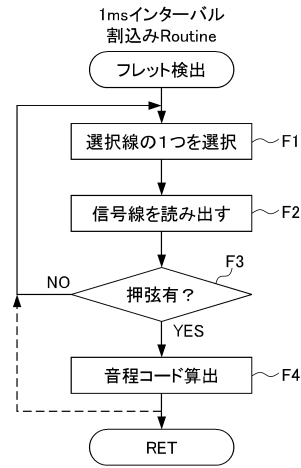 1msインターバル
割込みRoutine
フレット検出
選択線の1つを選択
F1
信号線を読み出す
F2
F3
NO
押弦有？
YES
音程コード算出
F4
RET